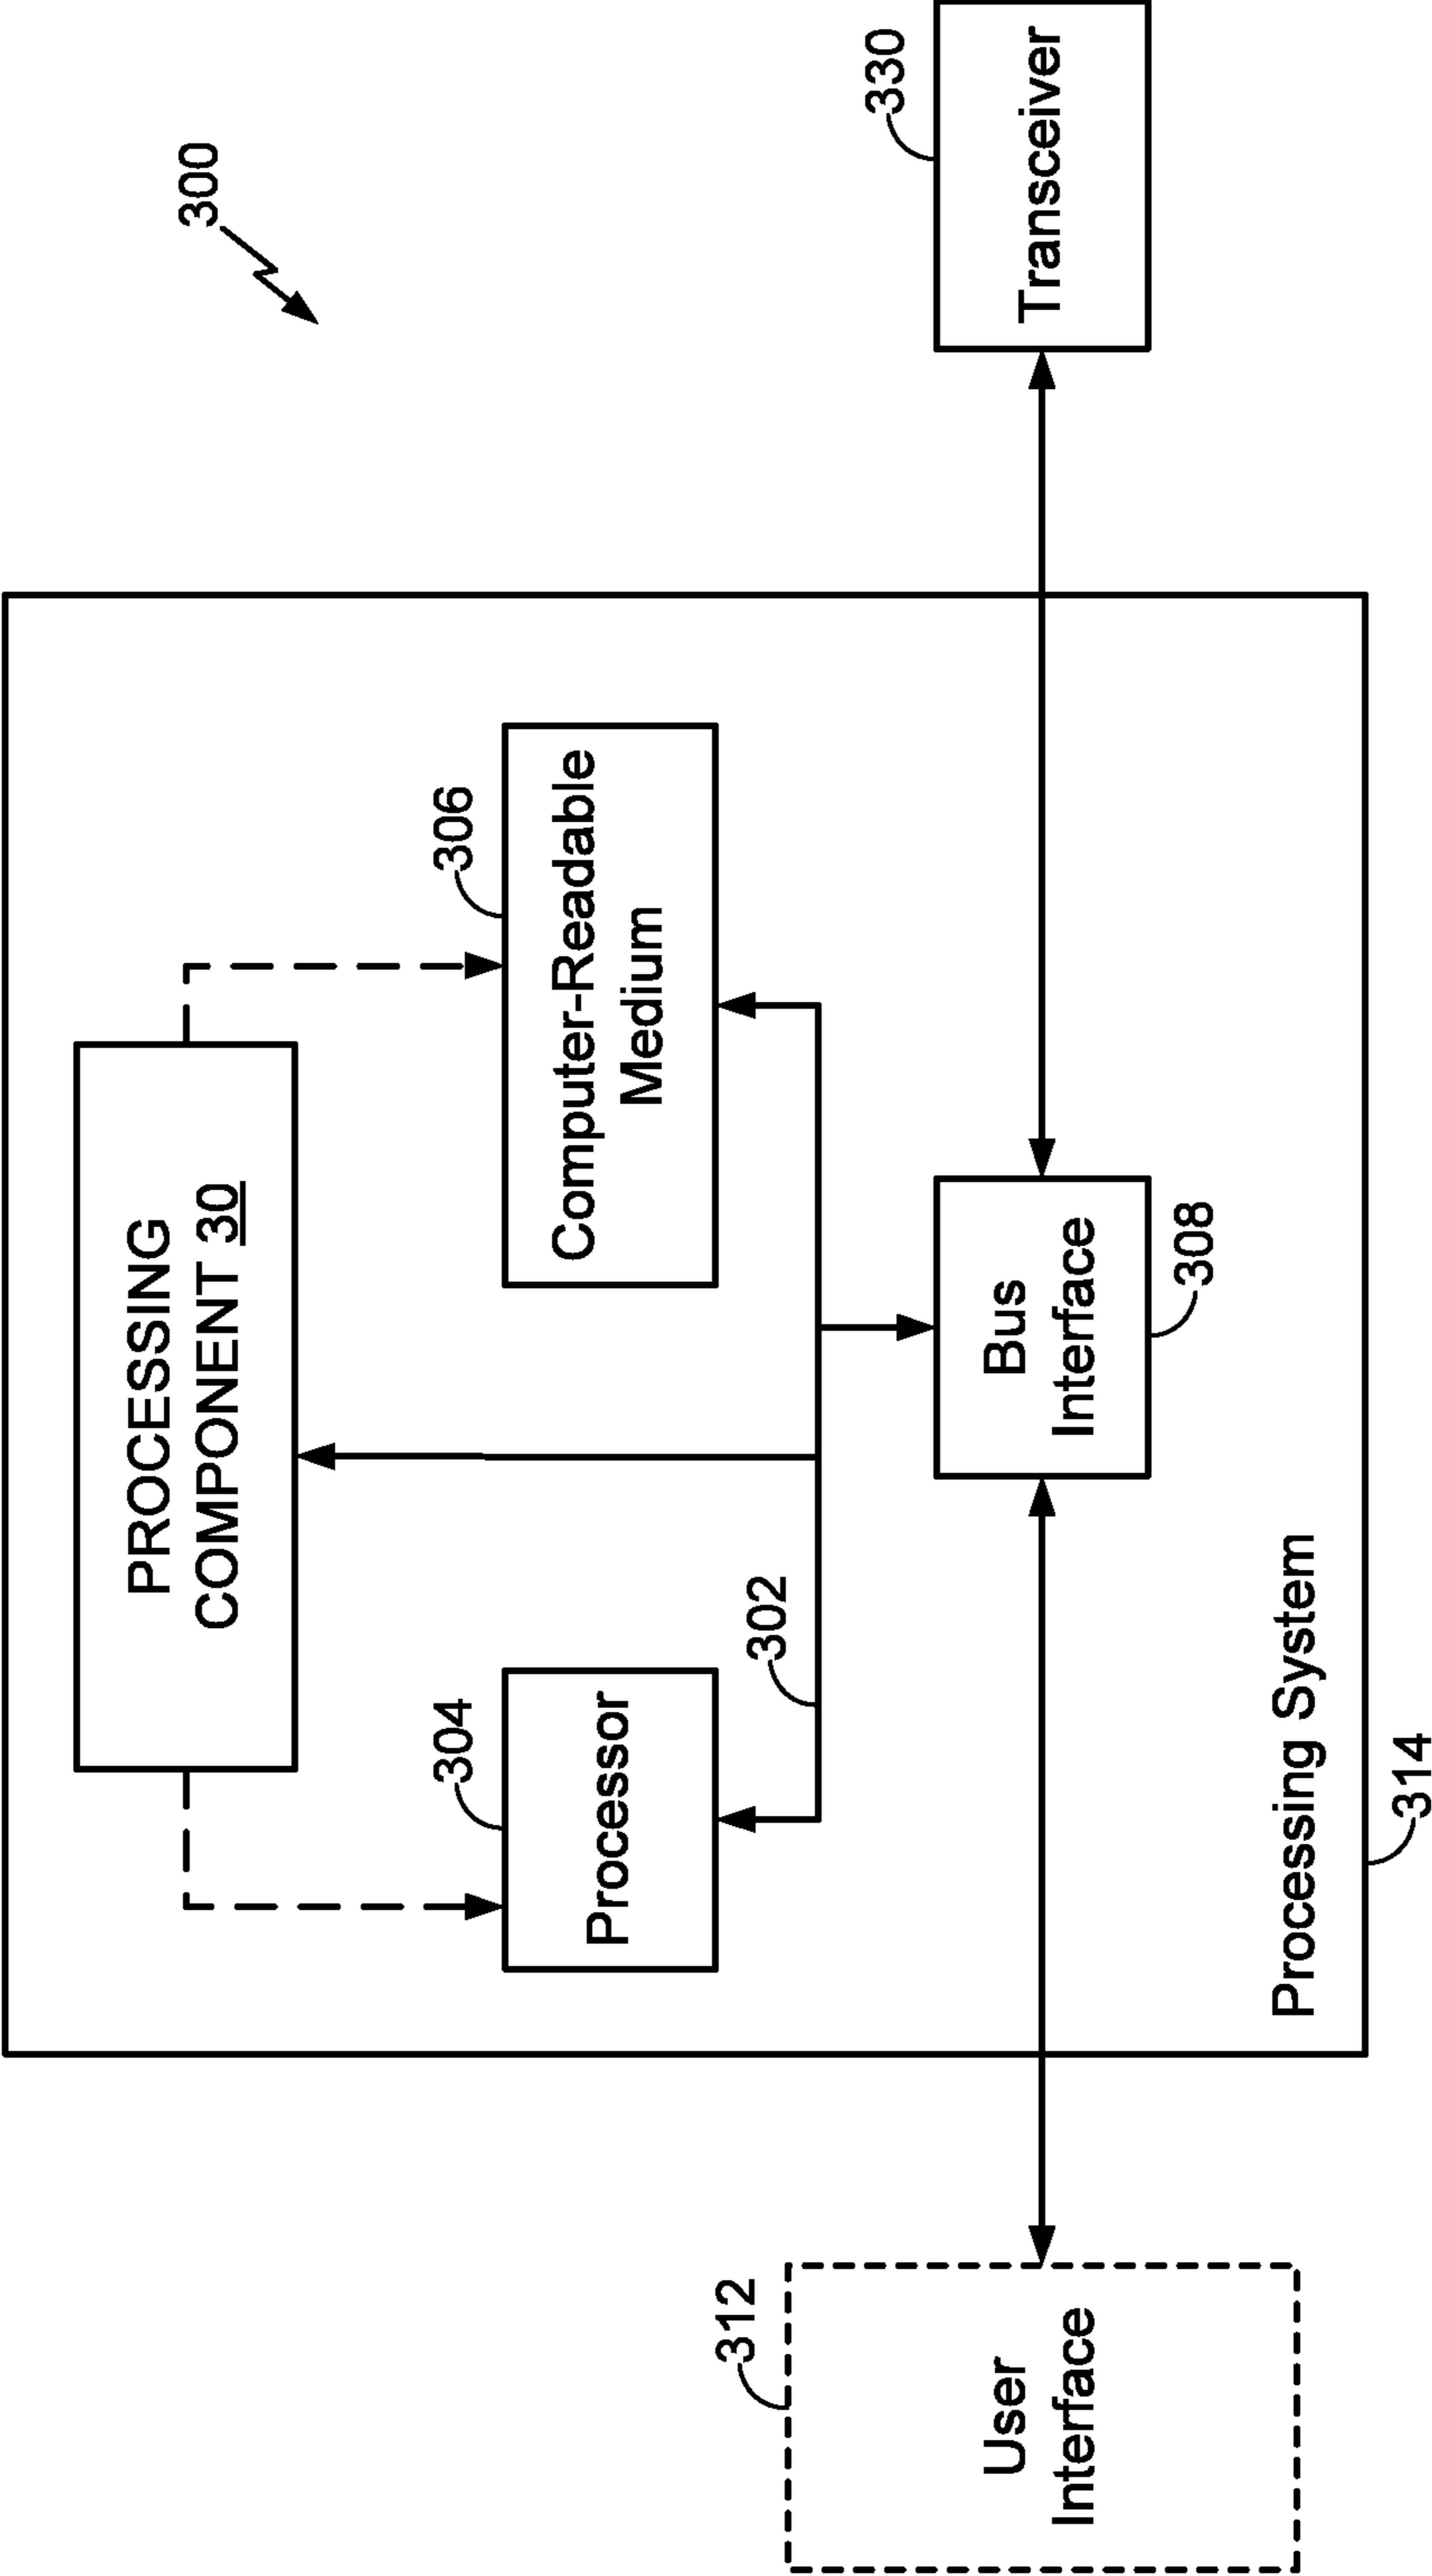 300
PROCESSING
COMPONENT 30
304
Processor
306
Computer-Readable
Medium
302
312
User
Interface
Bus
Interface
308
330
Transceiver
Processing System
314